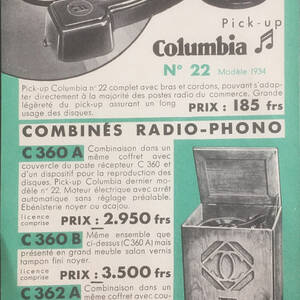 Pick-up
Columbia
N° 22 Modèle 1934
Pick-up Columbia n° 22 complet avec bras et cordons, pouvant s'adap-
ter directement à la majorité des postes radio du commerce. Grande
légèreté du pick-up assurant un long
usage des disques.
PRIX : 185 frs
COMBINÉS RADIO-PHONO
C 360 A Combinaison dans un
même coffret avec
couvercle du poste récepteur C 360 et
d'un dispositif pour la reproduction des
disques. Pick-up Columbia dernier mo-
dèle n° 22. Moteur électrique avec arrêt
automatique sans réglage préalable.
Ebénisterie noyer ou acajou.
licence
comprise PRIX : 2.950 frs
C 360 B Même ensemble que
ci-dessus (C 360 A) mais
présenté en grand meuble salon vernis
tampon fini noyer.
licence
comprise PRIX : 3.500 frs
C 362 A Combinaison dans un
même coffret avec cou-